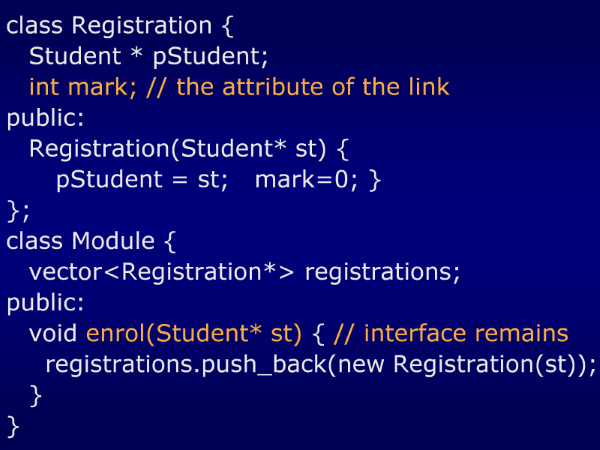 class Registration {
Student * pStudent;
int mark; // the attribute of the link
public:
Registration(Student* st) {
pStudent = st; mark=0; }
};
class Module {
vector<Registration*> registrations;
public:
void enrol(Student* st) { // interface remains
registrations.push_back(new Registration(st));
}
}